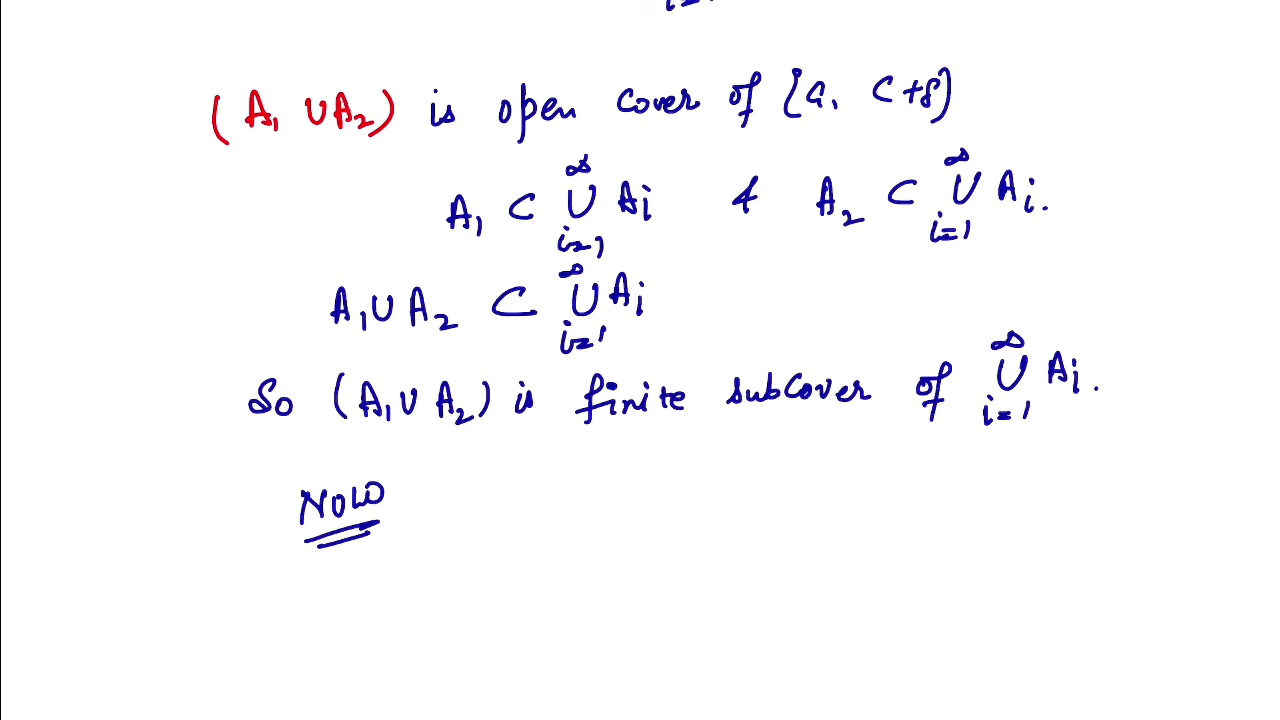 i=1
(A₁ ∪ A₂) is open cover of [a, c+δ]
A₁ ⊂ ∞⋃i=1 Ai & A₂ ⊂ ∞⋃i=1 Ai.
A₁ ∪ A₂ ⊂ ∞⋃i=1 Ai
So (A₁ ∪ A₂) is finite subcover of ∞⋃i=1 Ai.
NOW